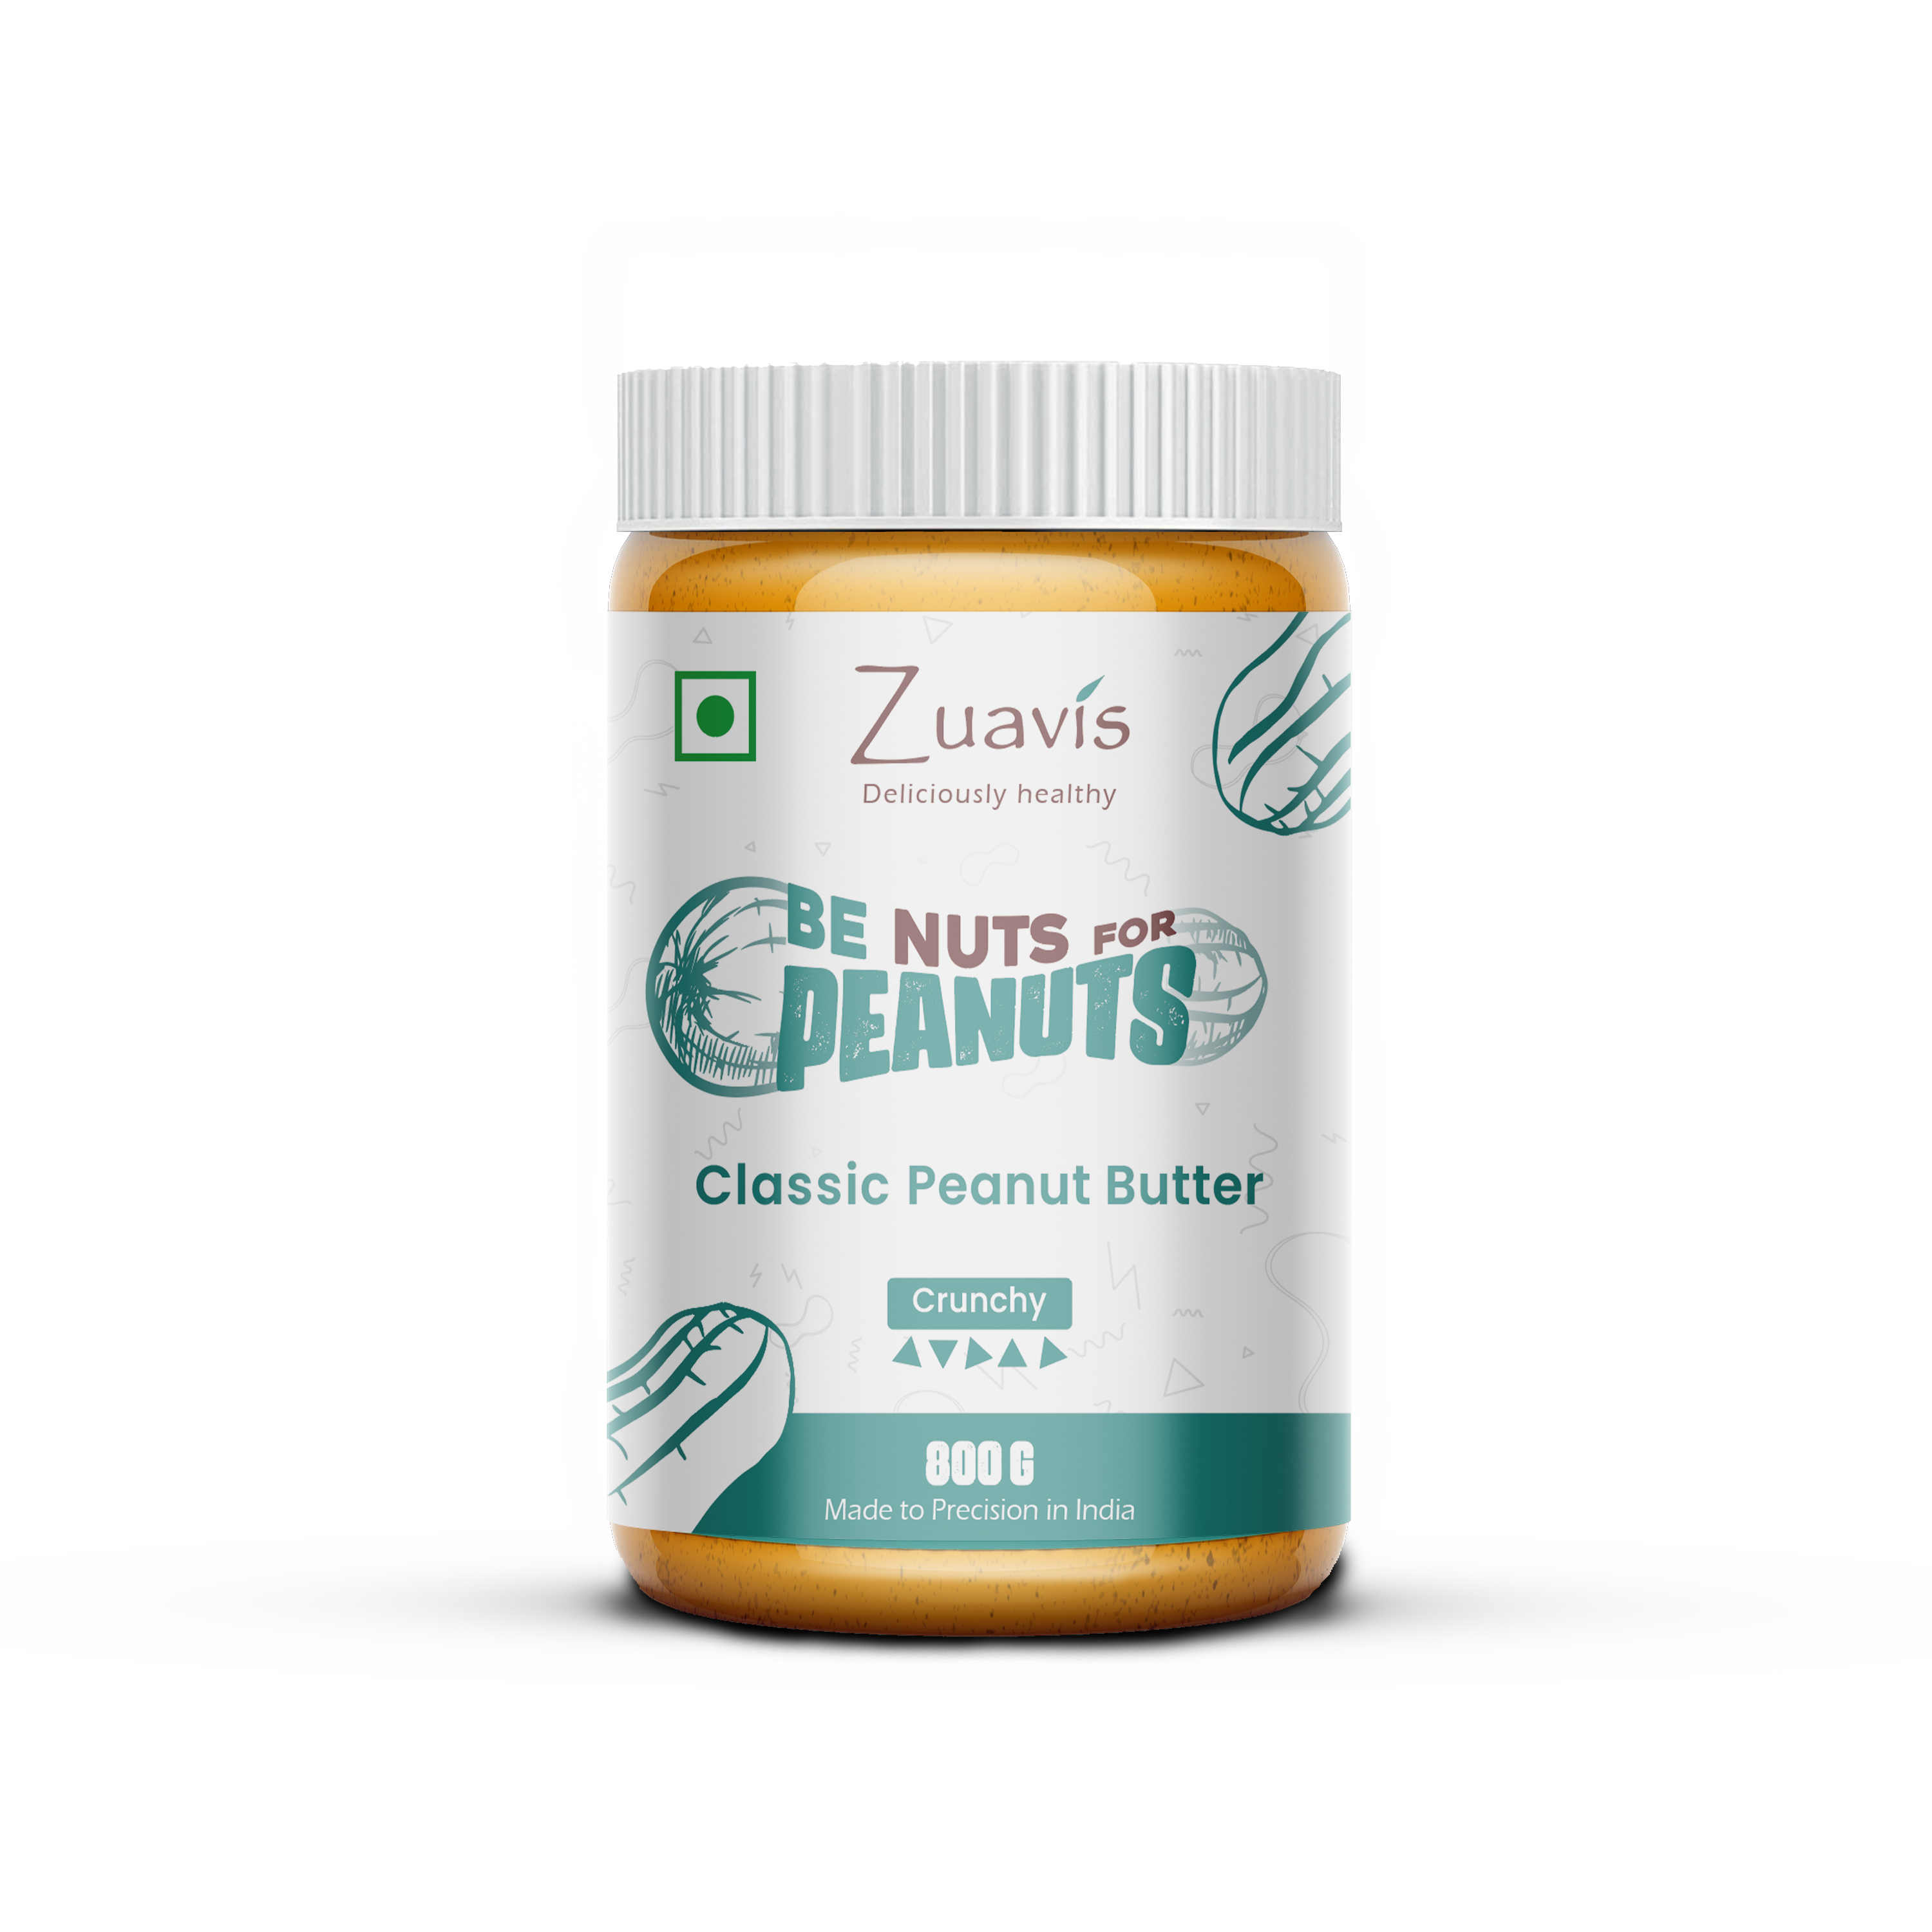 Zuavis
Deliciously healthy
BE NUTS FOR
PEANUTS
Classic Peanut Butter
Crunchy
800 G
Made to Precision in India